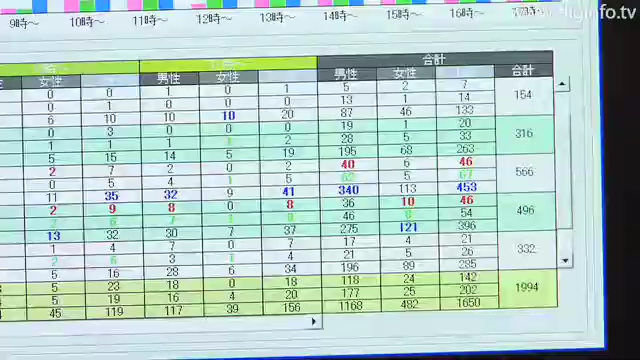 www.diginfo.tv
9時～ 10時～ 11時～ 12時～ 13時～ 14時～ 15時～ 16時～
合計
女性 男性 女性 男性 女性 合計
0 0 1 0 1 5 2 7 154
0 1 0 0 0 13 1 14
6 10 10 10 20 87 46 133
0 3 0 0 0 19 20 316
1 1 1 1 2 28 5 33
5 15 14 5 19 195 68 263
2 7 2 0 2 40 6 46 566
0 5 4 1 5 62 5 67
11 35 32 9 41 340 113 453
2 9 8 0 8 36 10 46 496
7 1 8 46 8 54
13 32 30 7 37 275 121 396
1 4 7 0 7 17 4 21 332
2 6 3 1 4 21 5 26
5 16 28 6 34 196 89 285
5 23 18 0 18 118 24 142 1994
5 19 16 4 20 177 25 202
45 119 117 39 156 1168 482 1650